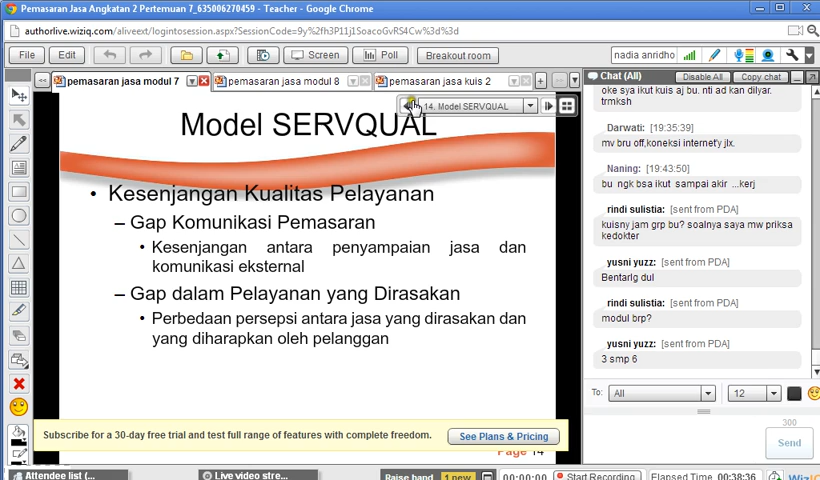 Pemasaran Jasa Angkatan 2 Pertemuan 7_635006270459 - Teacher - Google Chrome
authorlive.wiziq.com/aliveext/logintosession.aspx?SessionCode=9y%2fh3P11j1SoacoGvRS4Cw%3d%3d
File Edit Screen Poll Breakout room nadia anridho
<< pemasaran jasa modul 7 pemasaran jasa modul 8 pemasaran jasa kuis 2 + >>
14. Model SERVQUAL
Model SERVQUAL
• Kesenjangan Kualitas Pelayanan
– Gap Komunikasi Pemasaran
• Kesenjangan antara penyampaian jasa dan
komunikasi eksternal
– Gap dalam Pelayanan yang Dirasakan
• Perbedaan persepsi antara jasa yang dirasakan dan
yang diharapkan oleh pelanggan
Subscribe for a 30-day free trial and test full range of features with complete freedom. See Plans & Pricing
Page 14
Chat (All) Disable All Copy chat
oke sya ikut kuis aj bu. nti ad kan dilyar.
trmksh
Darwati: [19:35:39]
mv bru off,koneksi internet'y jlx.
Naning: [19:43:50]
bu ngk bsa ikut sampai akir ...kerj
rindi sulistia: [sent from PDA]
kuisny jam grp bu? soalnya saya mw priksa
kedokter
yusni yuzz: [sent from PDA]
Bentarlg dul
rindi sulistia: [sent from PDA]
modul brp?
yusni yuzz: [sent from PDA]
3 smp 6
To: All 12
300
Send
Attendee list (... Live video stre... Raise hand 1 new 00:00:00 Start Recording Elapsed Time 00:38:36 WizIQ